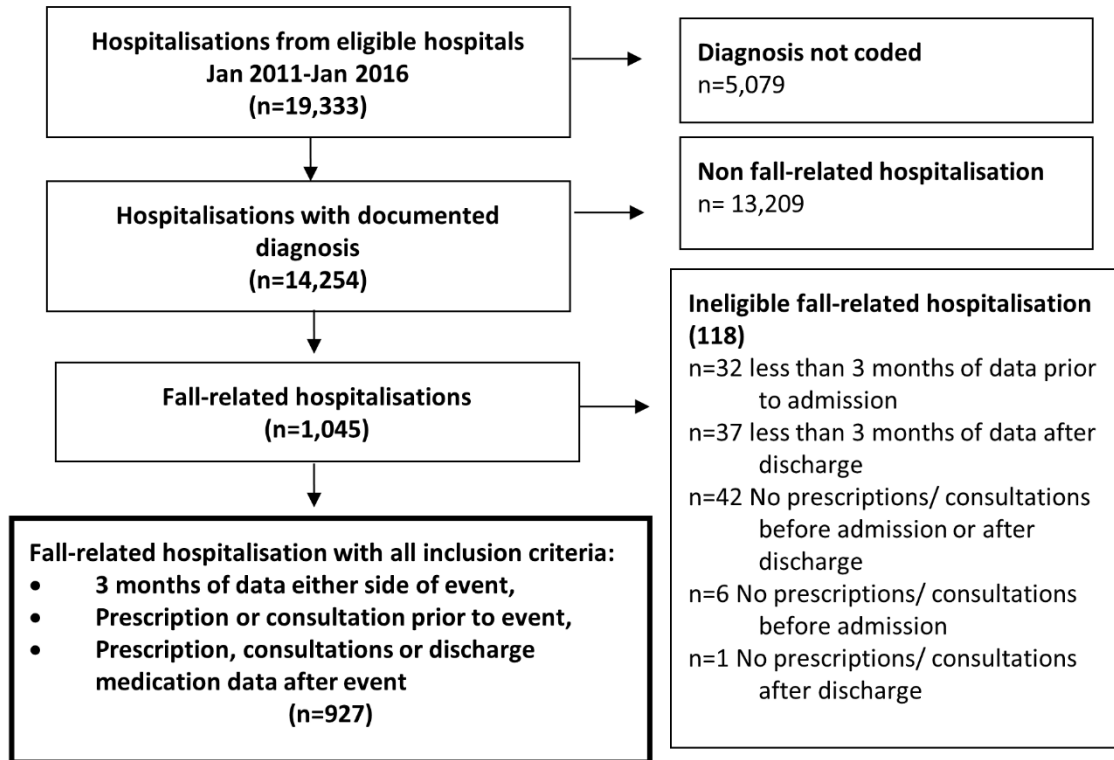 Hospitalisations from eligible hospitals
Jan 2011-Jan 2016
(n=19,333)
Diagnosis not coded
n=5,079
Non fall-related hospitalisation
n= 13,209
Hospitalisations with documented
diagnosis
(n=14,254)
Ineligible fall-related hospitalisation
(118)
n=32 less than 3 months of data prior
to admission
n=37 less than 3 months of data after
discharge
n=42 No prescriptions/ consultations
before admission or after
discharge
n=6 No prescriptions/ consultations
before admission
n=1 No prescriptions/ consultations
after discharge
Fall-related hospitalisations
(n=1,045)
Fall-related hospitalisation with all inclusion criteria:
• 3 months of data either side of event,
• Prescription or consultation prior to event,
• Prescription, consultations or discharge
medication data after event
(n=927)